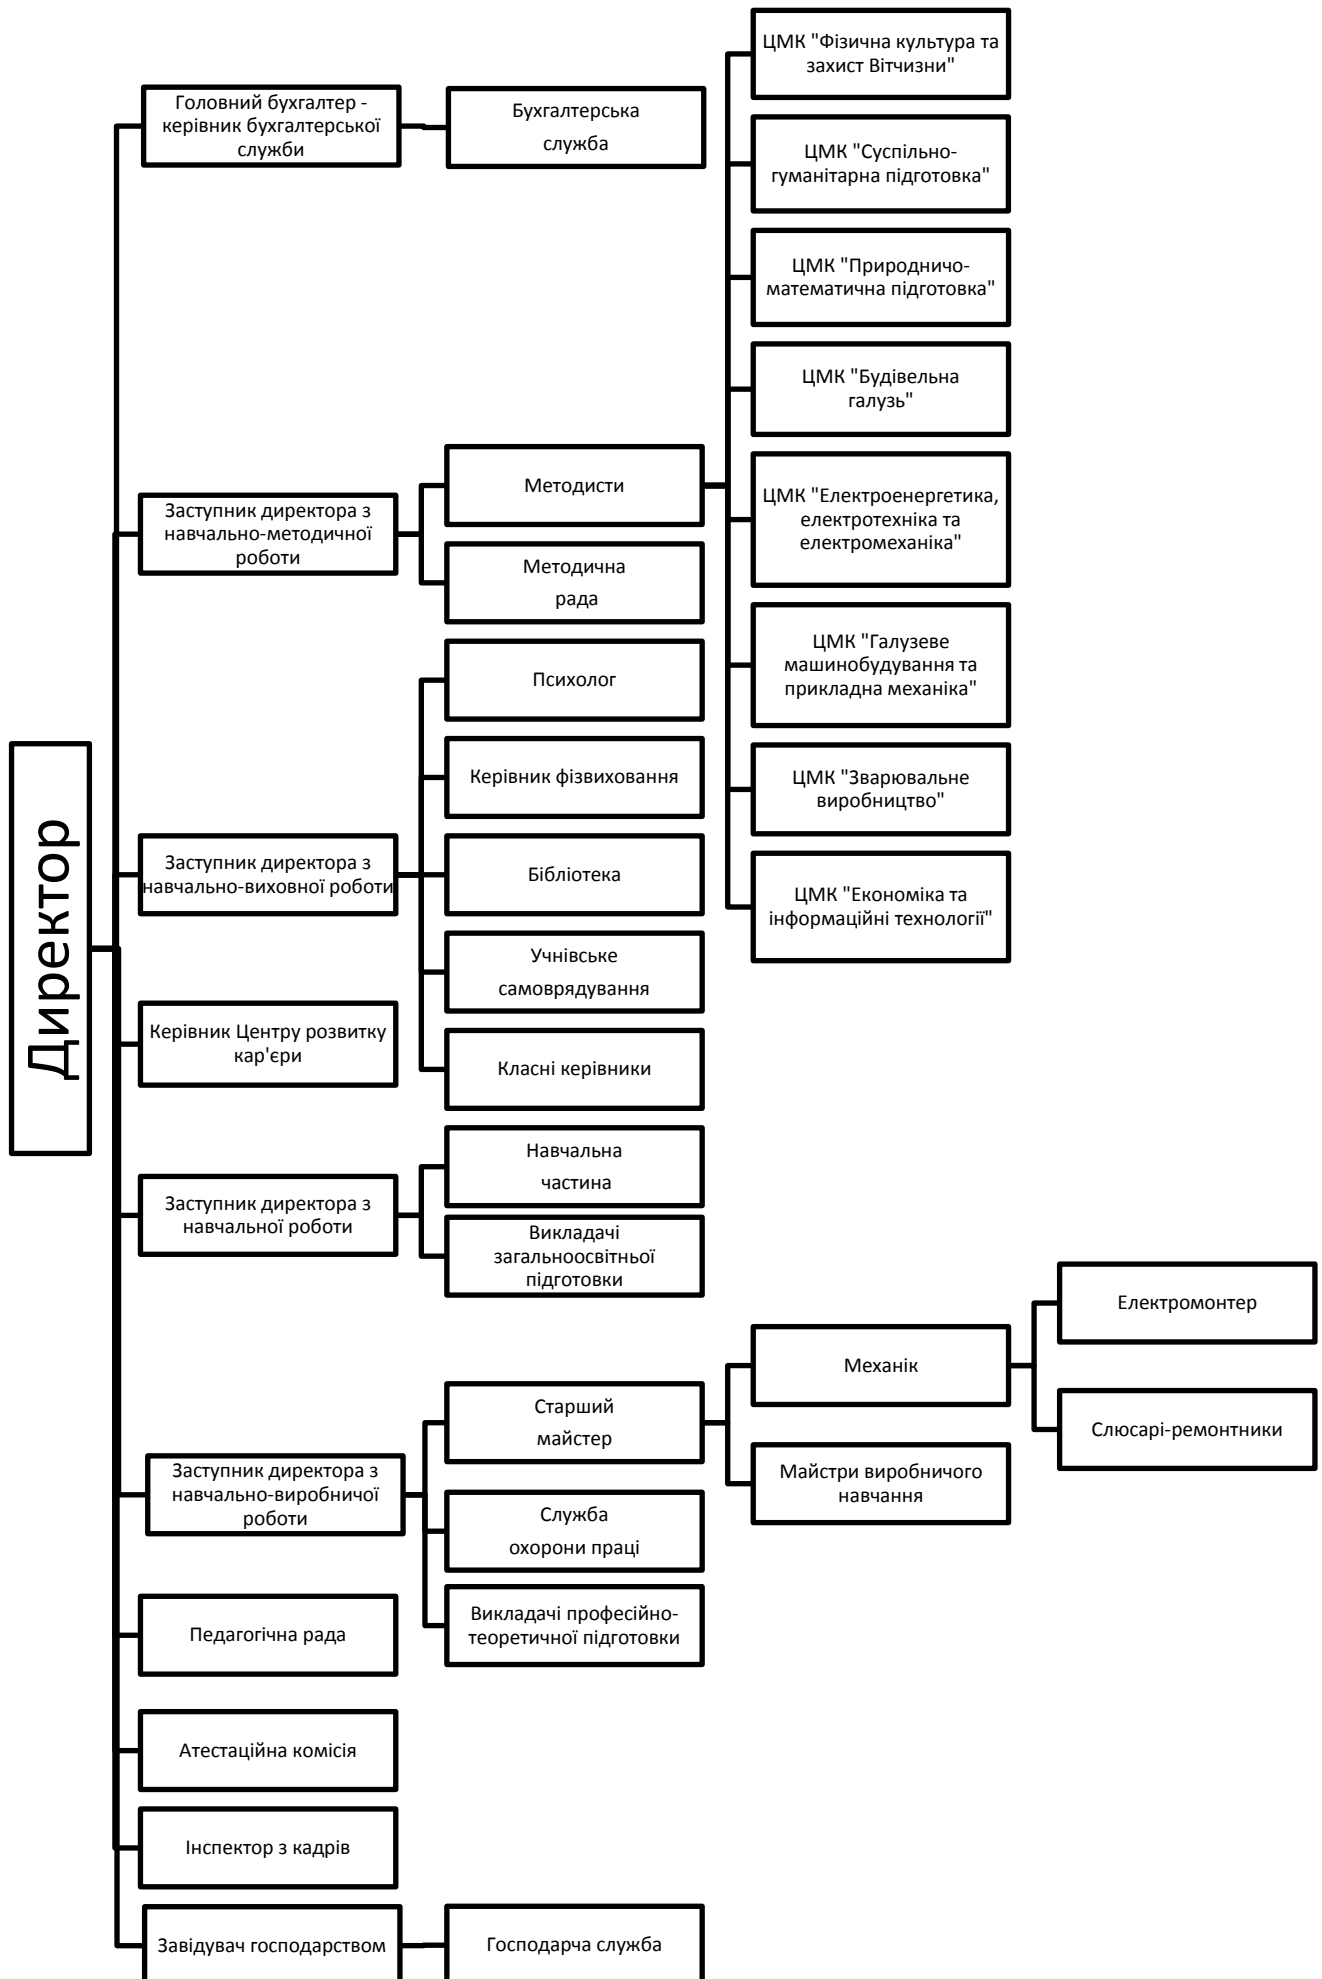 Директор
Головний бухгалтер -
керівник бухгалтерської
служби
Бухгалтерська
служба
Заступник директора з
навчально-методичної
роботи
Методисти
Методична
рада
ЦМК "Фізична культура та
захист Вітчизни"
ЦМК "Суспільно-
гуманітарна підготовка"
ЦМК "Природничо-
математична підготовка"
ЦМК "Будівельна
галузь"
ЦМК "Електроенергетика,
електротехніка та
електромеханіка"
ЦМК "Галузеве
машинобудування та
прикладна механіка"
ЦМК "Зварювальне
виробництво"
ЦМК "Економіка та
інформаційні технології"
Заступник директора з
навчально-виховної роботи
Психолог
Керівник фізвиховання
Бібліотека
Учнівське
самоврядування
Класні керівники
Керівник Центру розвитку
кар'єри
Заступник директора з
навчальної роботи
Навчальна
частина
Викладачі
загальноосвітньої
підготовки
Заступник директора з
навчально-виробничої
роботи
Старший
майстер
Механік
Електромонтер
Слюсарі-ремонтники
Майстри виробничого
навчання
Служба
охорони праці
Викладачі професійно-
теоретичної підготовки
Педагогічна рада
Атестаційна комісія
Інспектор з кадрів
Завідувач господарством
Господарча служба